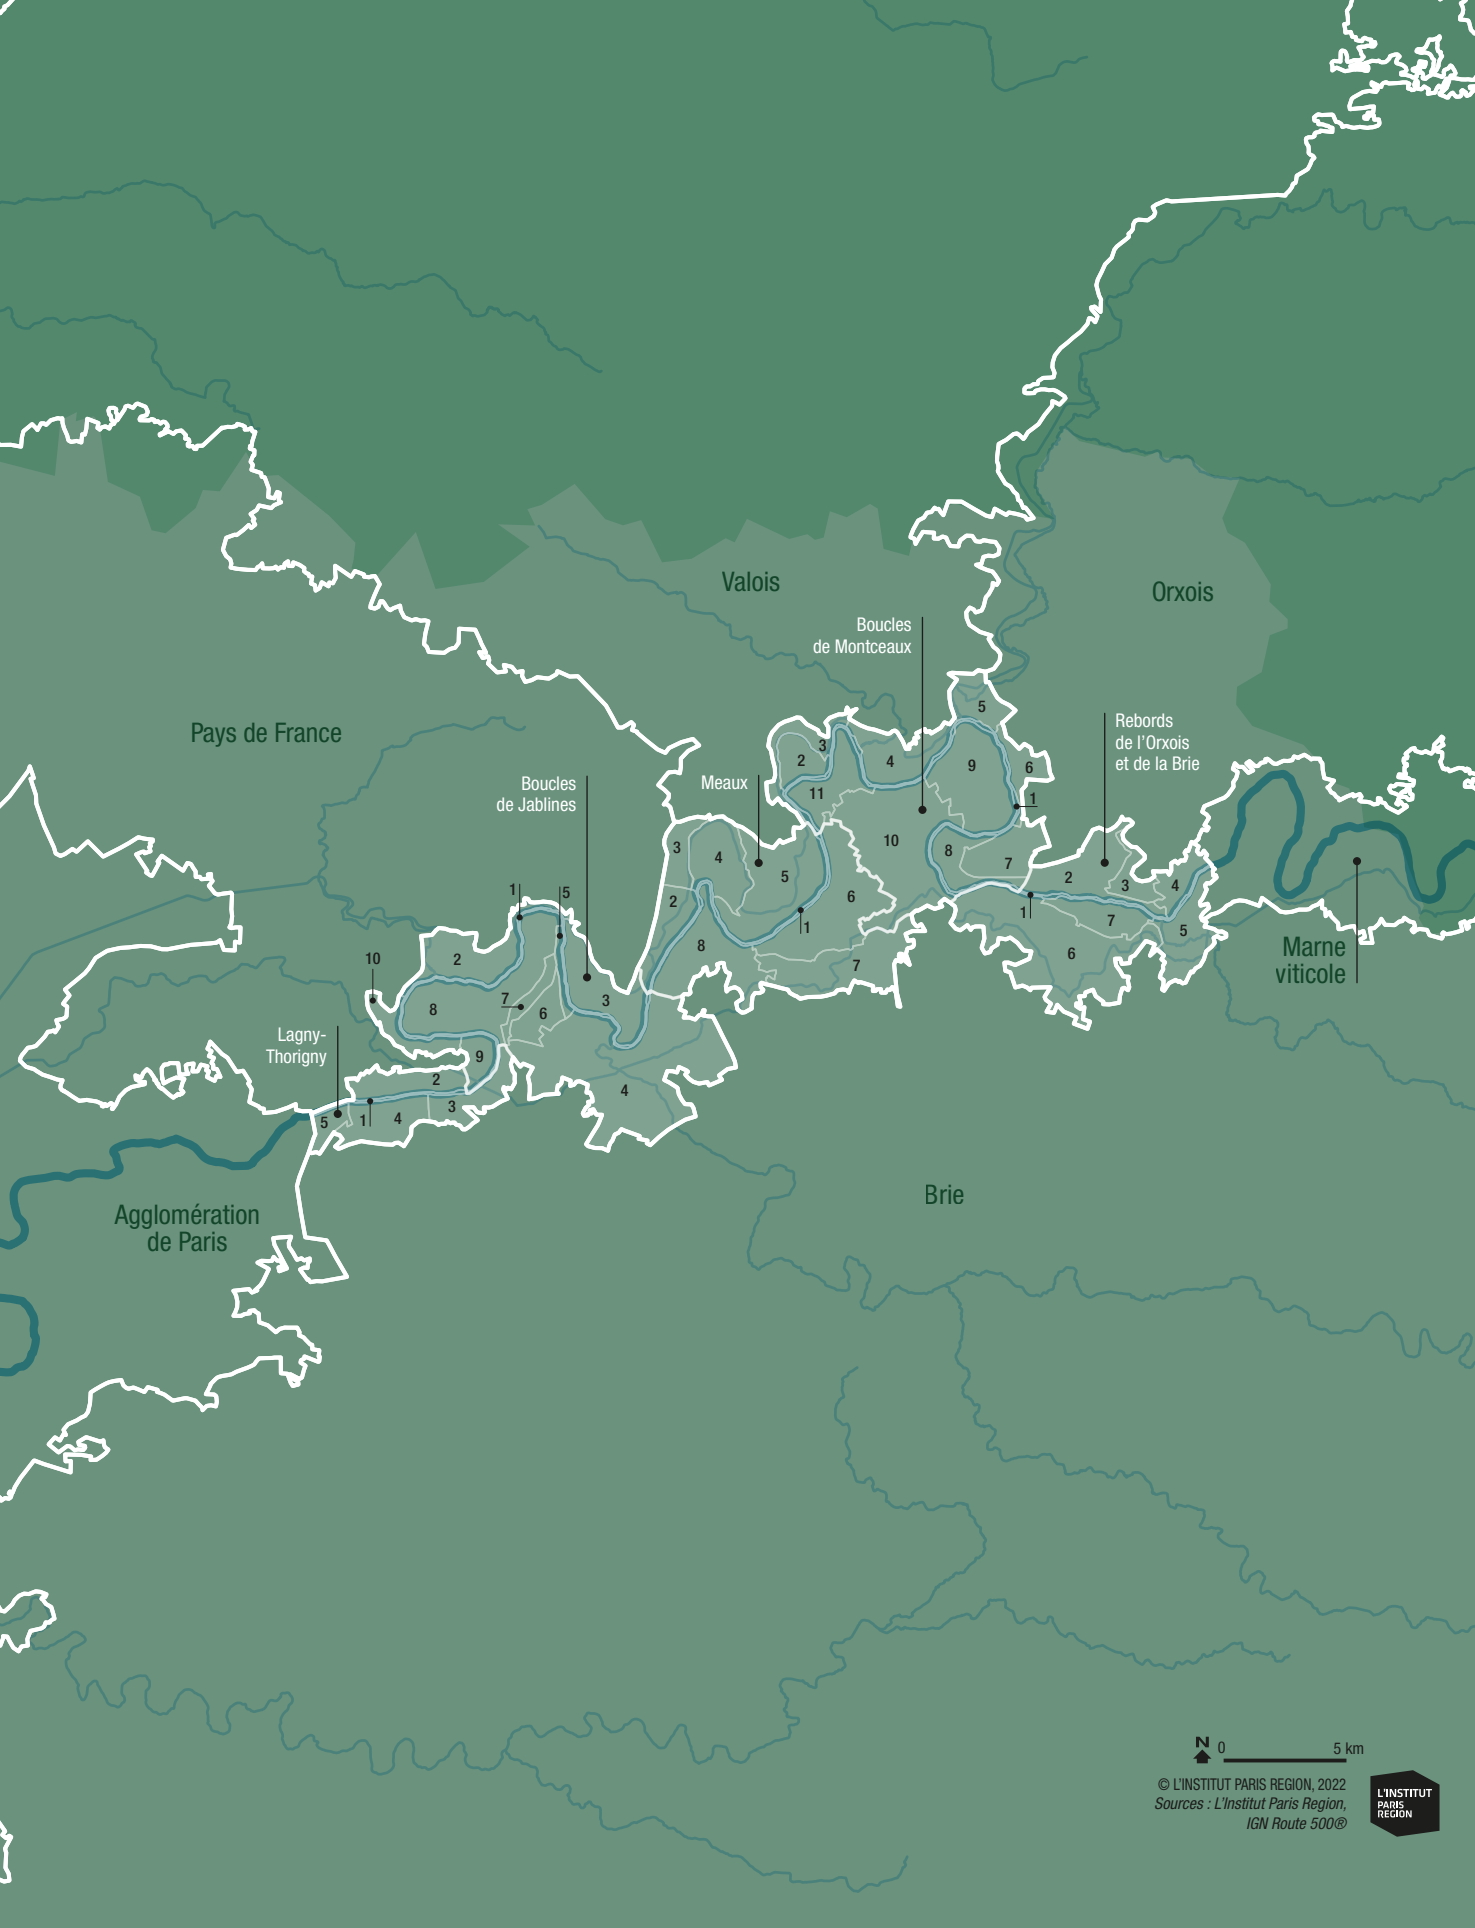 Valois
Orxois
Boucles
de Montceaux
Pays de France
Rebords
de l'Orxois
et de la Brie
Boucles
de Jablines
Meaux
5
3
2
4
9
6
11
1
10
3
4
5
8
7
2
3
4
6
2
1
7
5
8
1
6
7
1
5
2
10
7
3
8
6
9
4
Lagny-
Thorigny
2
3
5
1
4
Marne
viticole
Agglomération
de Paris
Brie
N
0
5 km
© L'INSTITUT PARIS REGION, 2022
Sources : L'Institut Paris Region,
IGN Route 500®
L'INSTITUT
PARIS
REGION